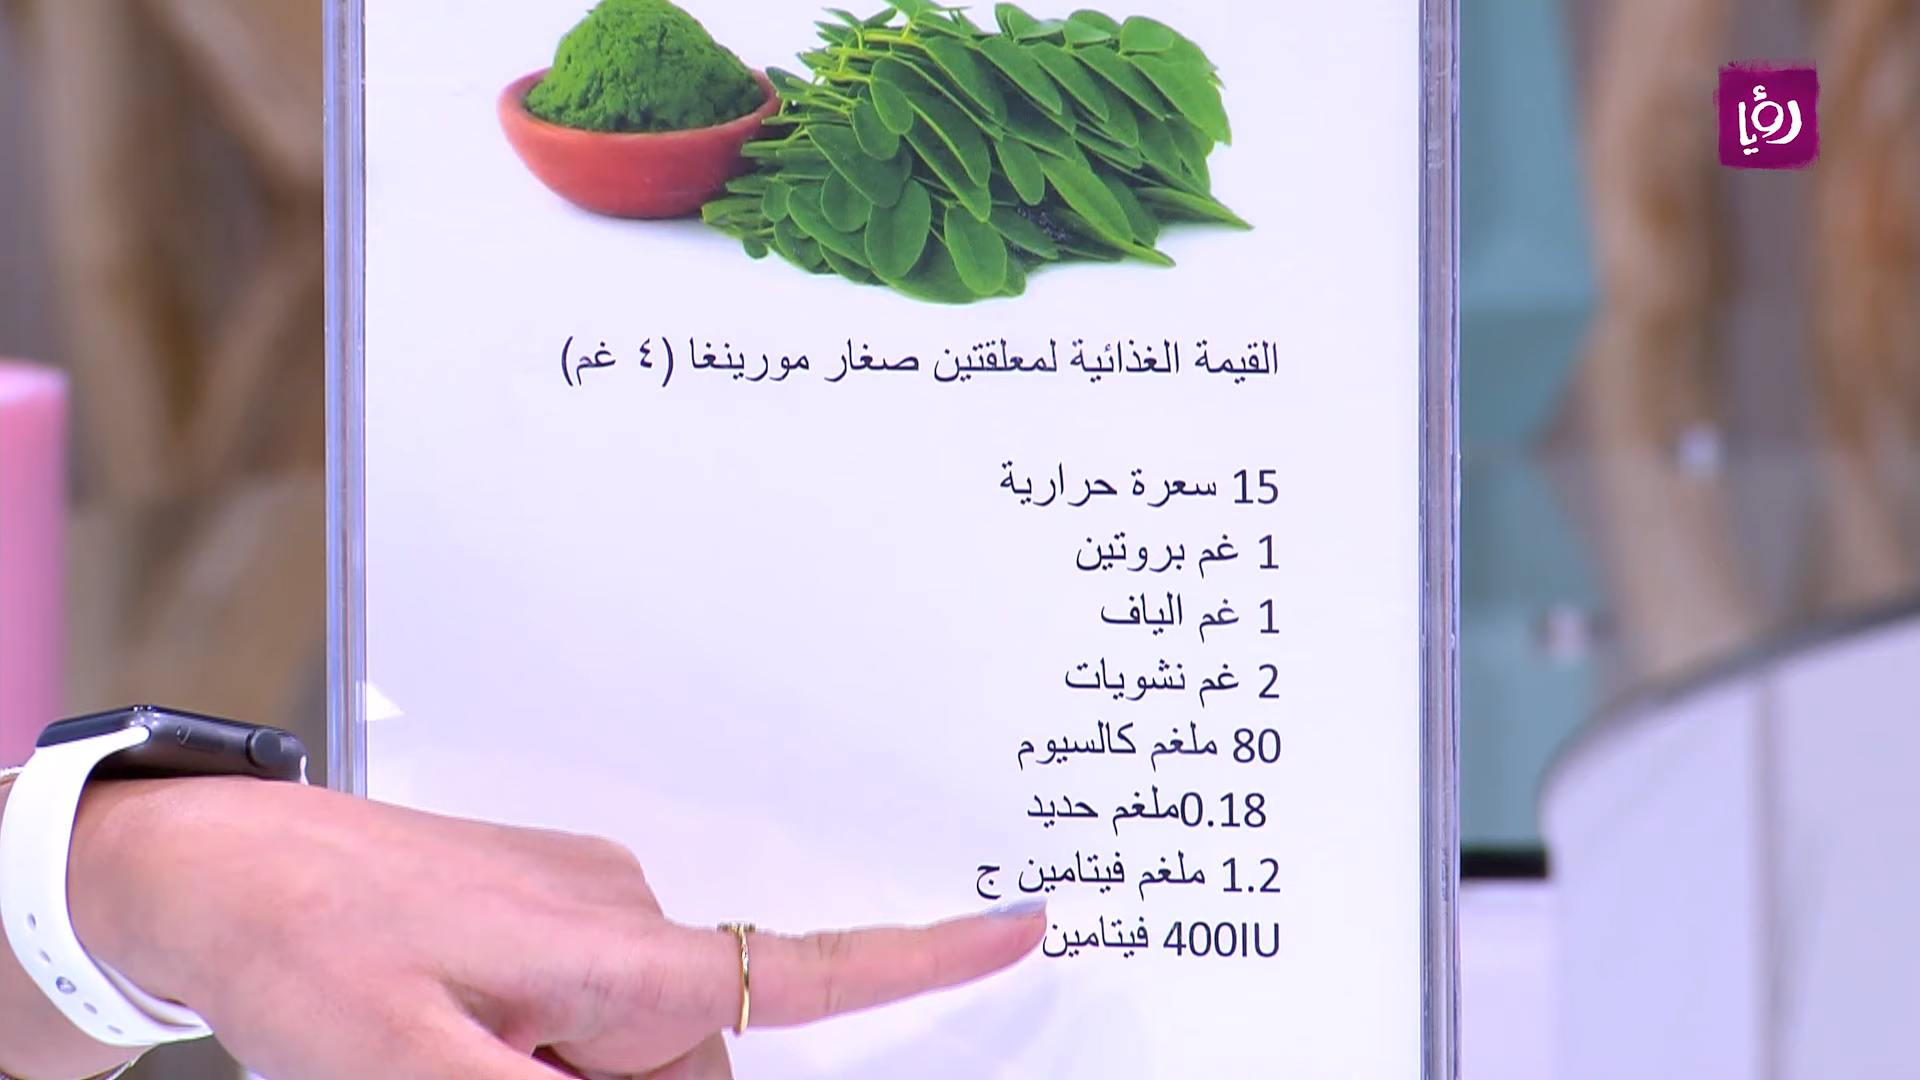 رؤيا
القيمة الغذائية لمعلقتين صغار مورينغا (٤ غم)
15 سعرة حرارية
1 غم بروتين
1 غم الياف
2 غم نشويات
80 ملغم كالسيوم
0.18ملغم حديد
1.2 ملغم فيتامين ج
400IU فيتامين